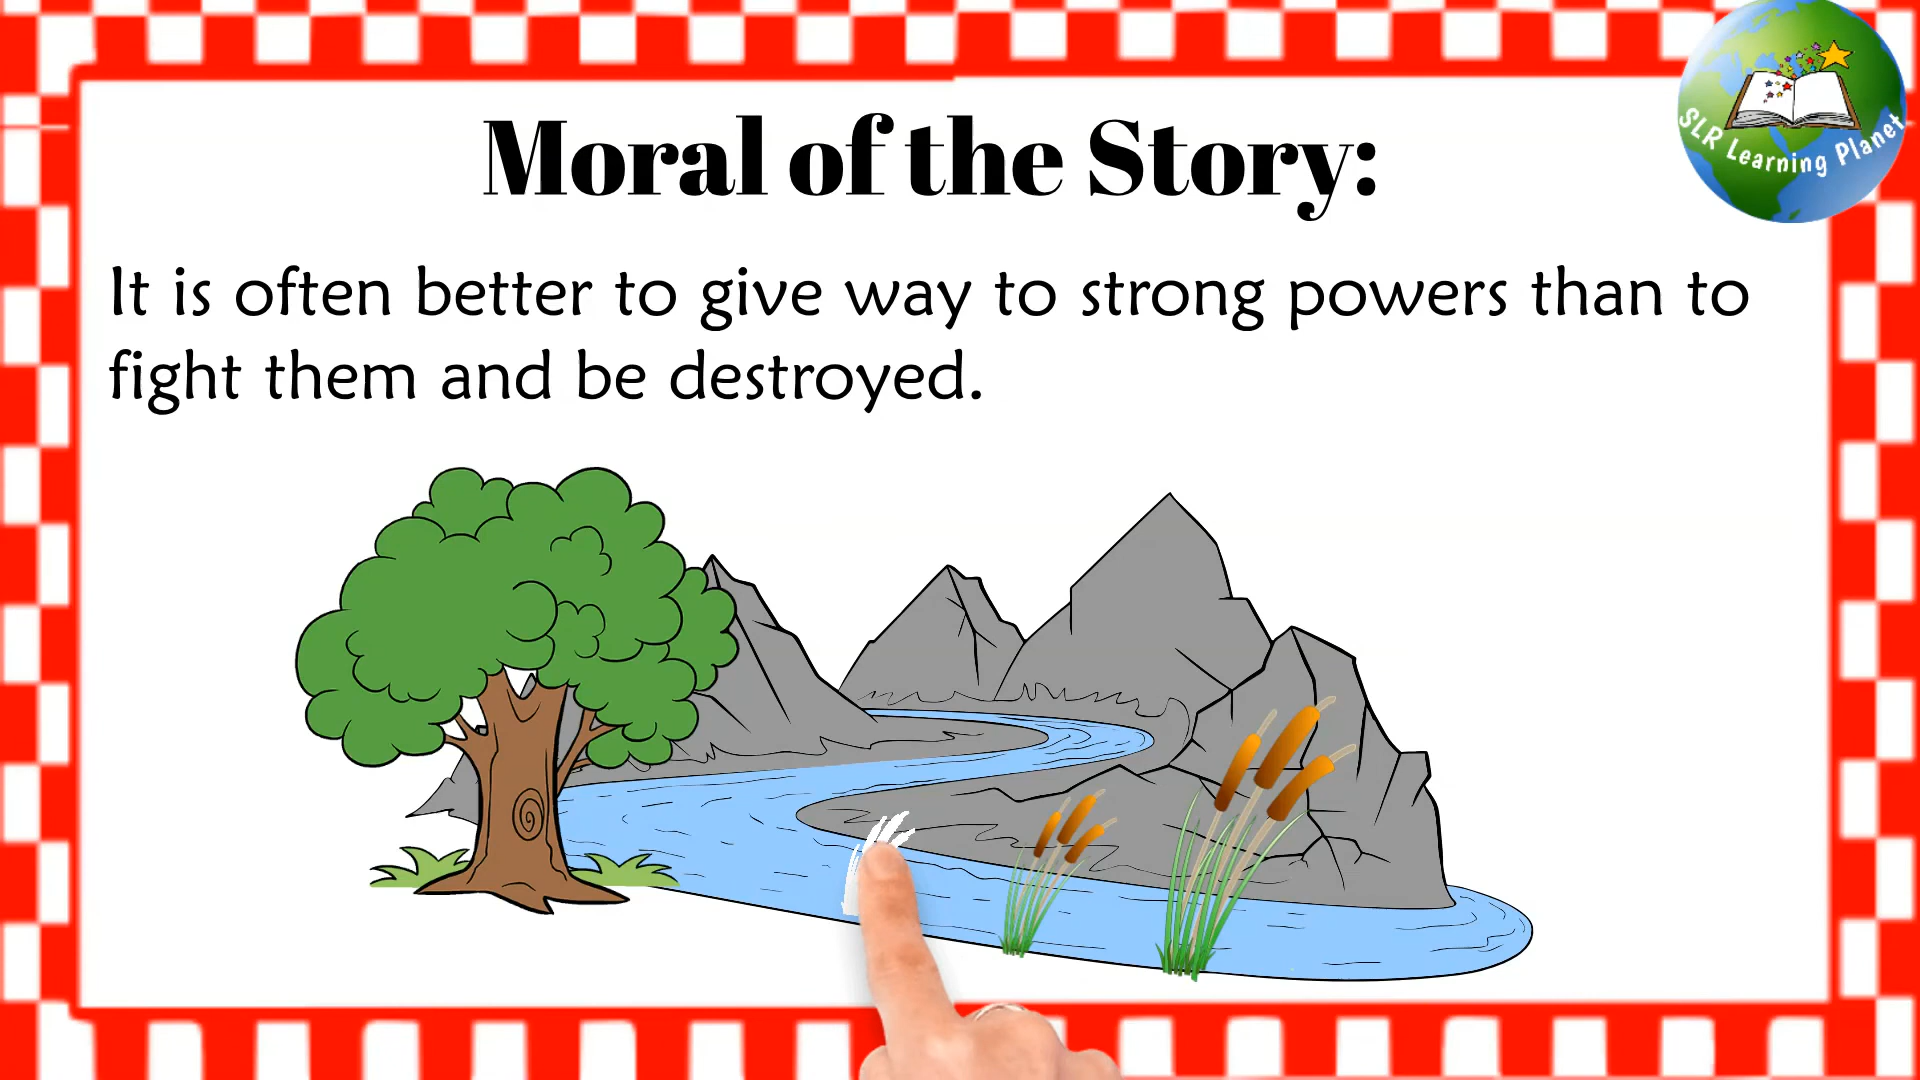 Moral of the Story:
It is often better to give way to strong powers than to
fight them and be destroyed.
SLR Learning Planet